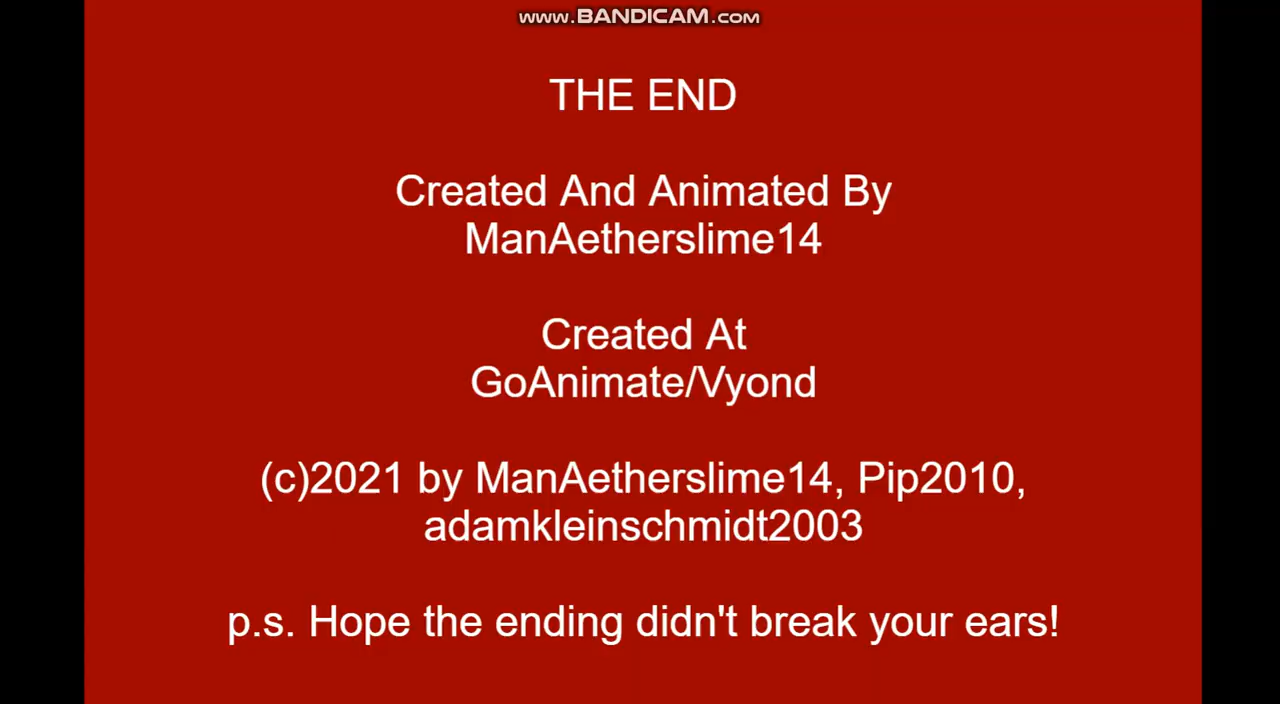 www.BANDICAM.com
THE END
Created And Animated By
ManAetherslime14
Created At
GoAnimate/Vyond
(c)2021 by ManAetherslime14, Pip2010,
adamkleinschmidt2003
p.s. Hope the ending didn't break your ears!